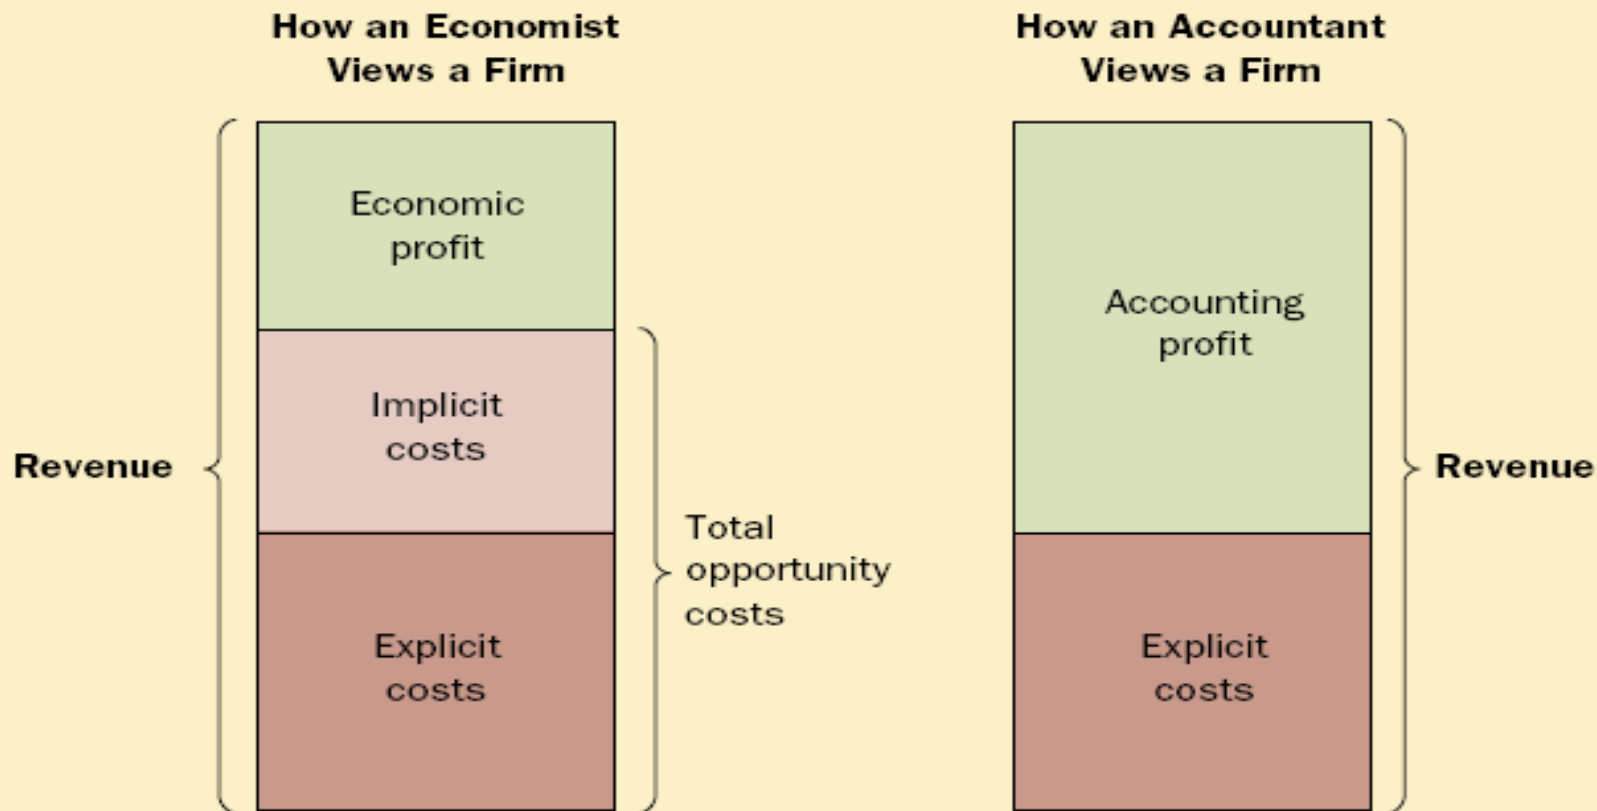 How an Economist
Views a Firm
How an Accountant
Views a Firm
Economic
profit
Implicit
costs
Explicit
costs
Revenue
Total
opportunity
costs
Accounting
profit
Explicit
costs
Revenue